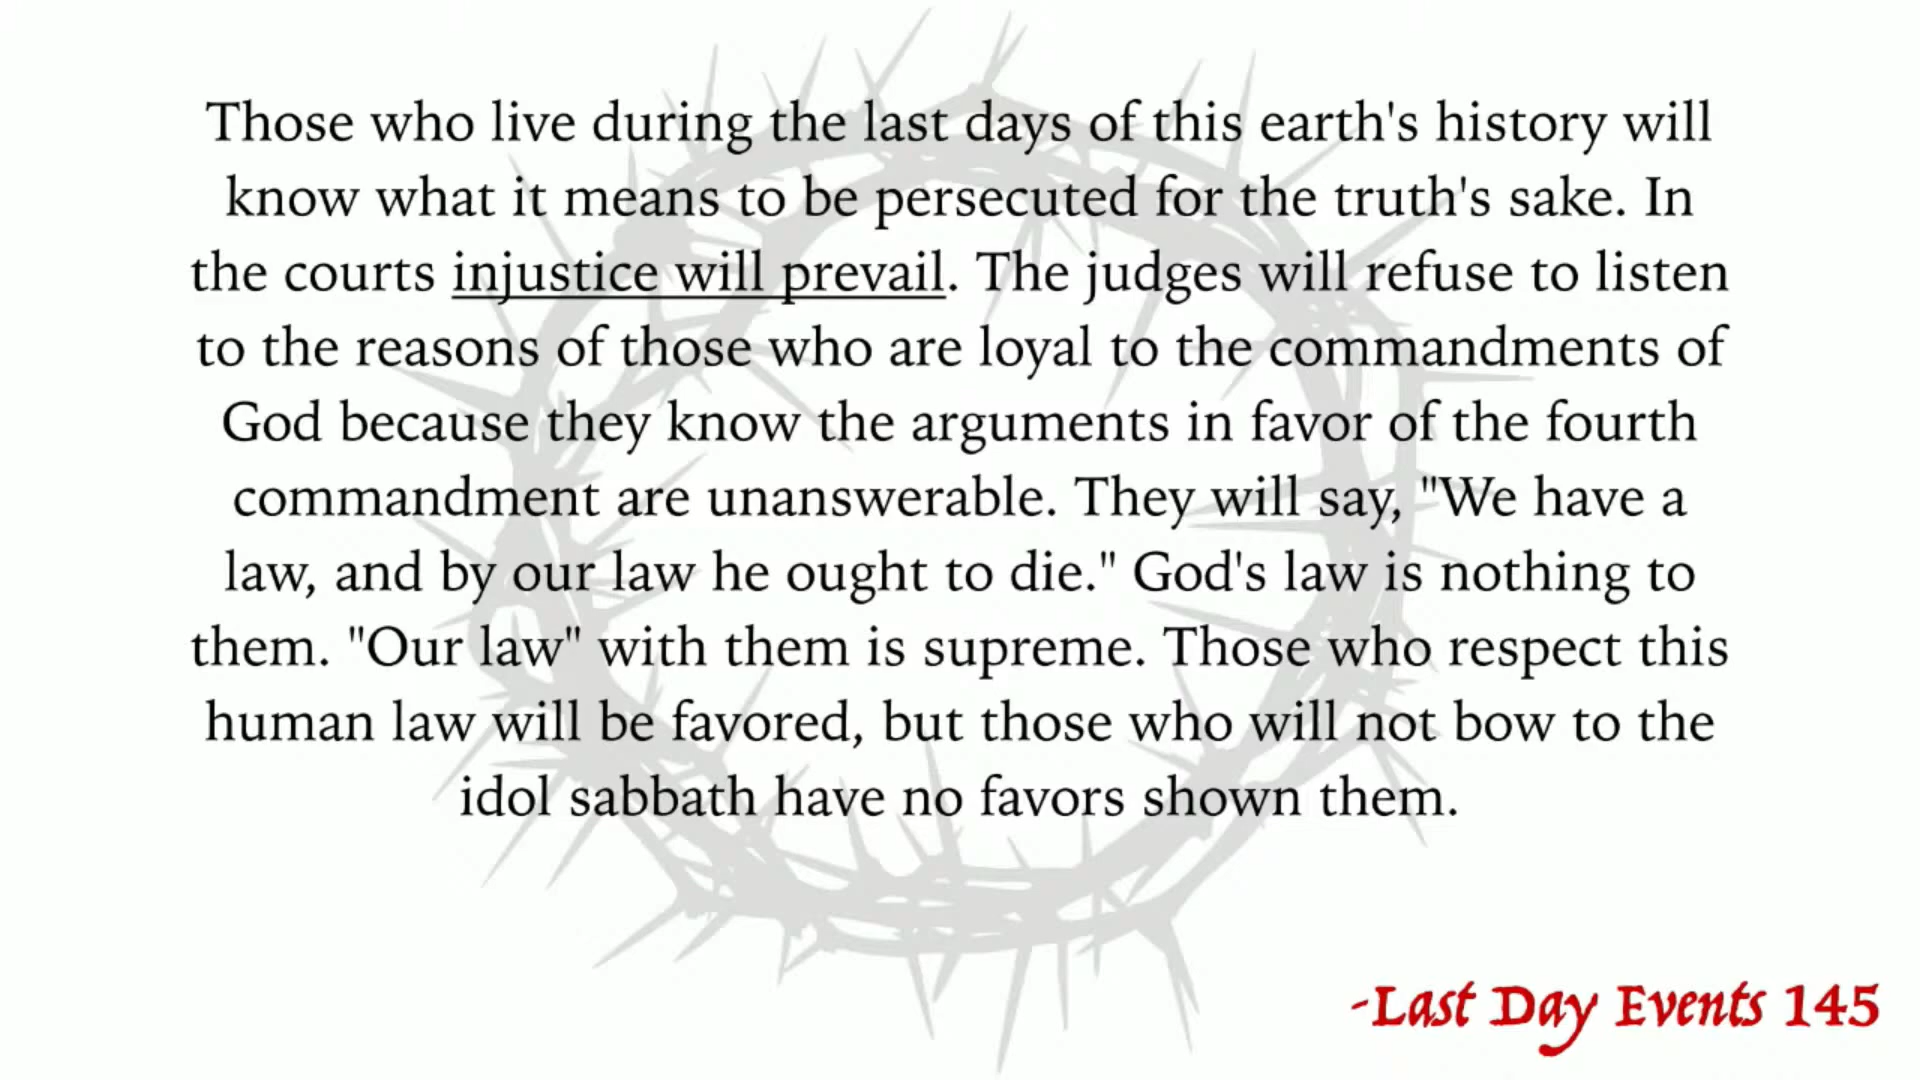 Those who live during the last days of this earth's history will
know what it means to be persecuted for the truth's sake. In
the courts injustice will prevail. The judges will refuse to listen
to the reasons of those who are loyal to the commandments of
God because they know the arguments in favor of the fourth
commandment are unanswerable. They will say, "We have a
law, and by our law he ought to die." God's law is nothing to
them. "Our law" with them is supreme. Those who respect this
human law will be favored, but those who will not bow to the
idol sabbath have no favors shown them.
-Last Day Events 145